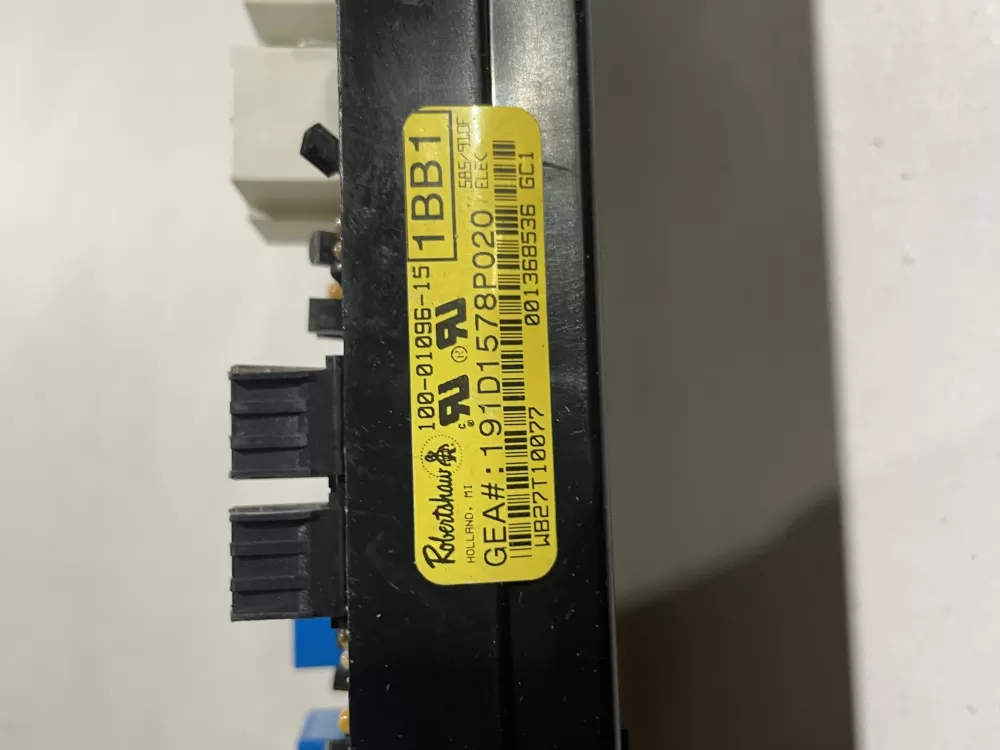 Robertshaw 100-01096-15 1BB1
HOLLAND, MI
585/910F
ELEC
GEA#:191D1578P020
001368536 GC1
WB27T10077